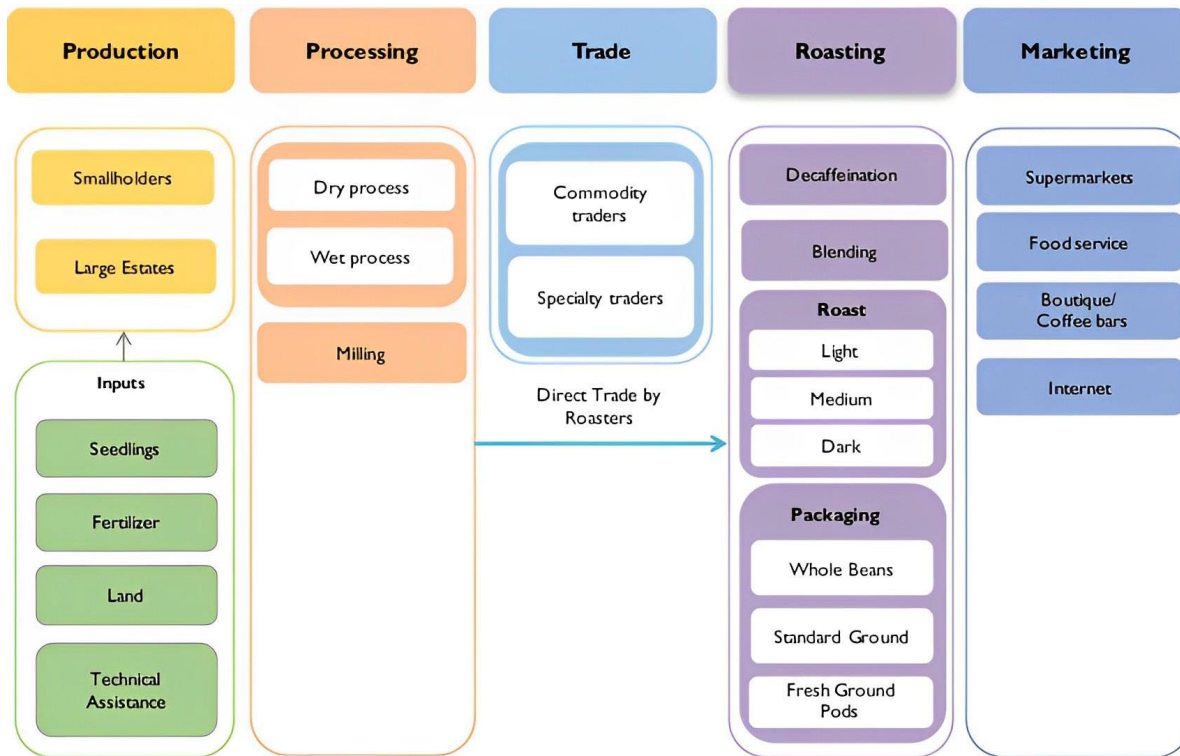 Production
Processing
Trade
Roasting
Marketing
Smallholders
Large Estates
Inputs
Seedlings
Fertilizer
Land
Technical
Assistance
Dry process
Wet process
Milling
Commodity
traders
Specialty traders
Direct Trade by
Roasters
Decaffeination
Blending
Roast
Light
Medium
Dark
Packaging
Whole Beans
Standard Ground
Fresh Ground
Pods
Supermarkets
Food service
Boutique/
Coffee bars
Internet